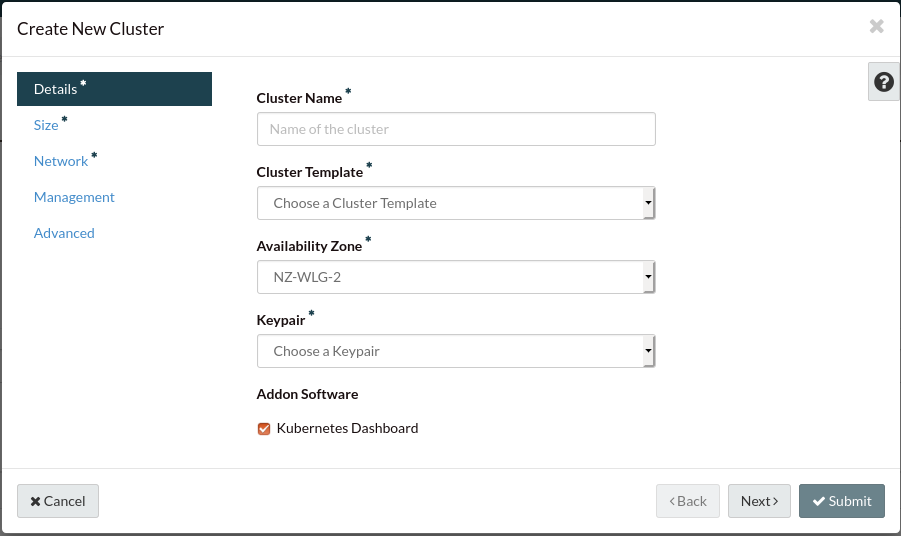 Create New Cluster
Details *
Size *
Network *
Management
Advanced
Cluster Name *
Name of the cluster
Cluster Template *
Choose a Cluster Template
Availability Zone *
NZ-WLG-2
Keypair *
Choose a Keypair
Addon Software
Kubernetes Dashboard
Cancel
Back
Next
Submit